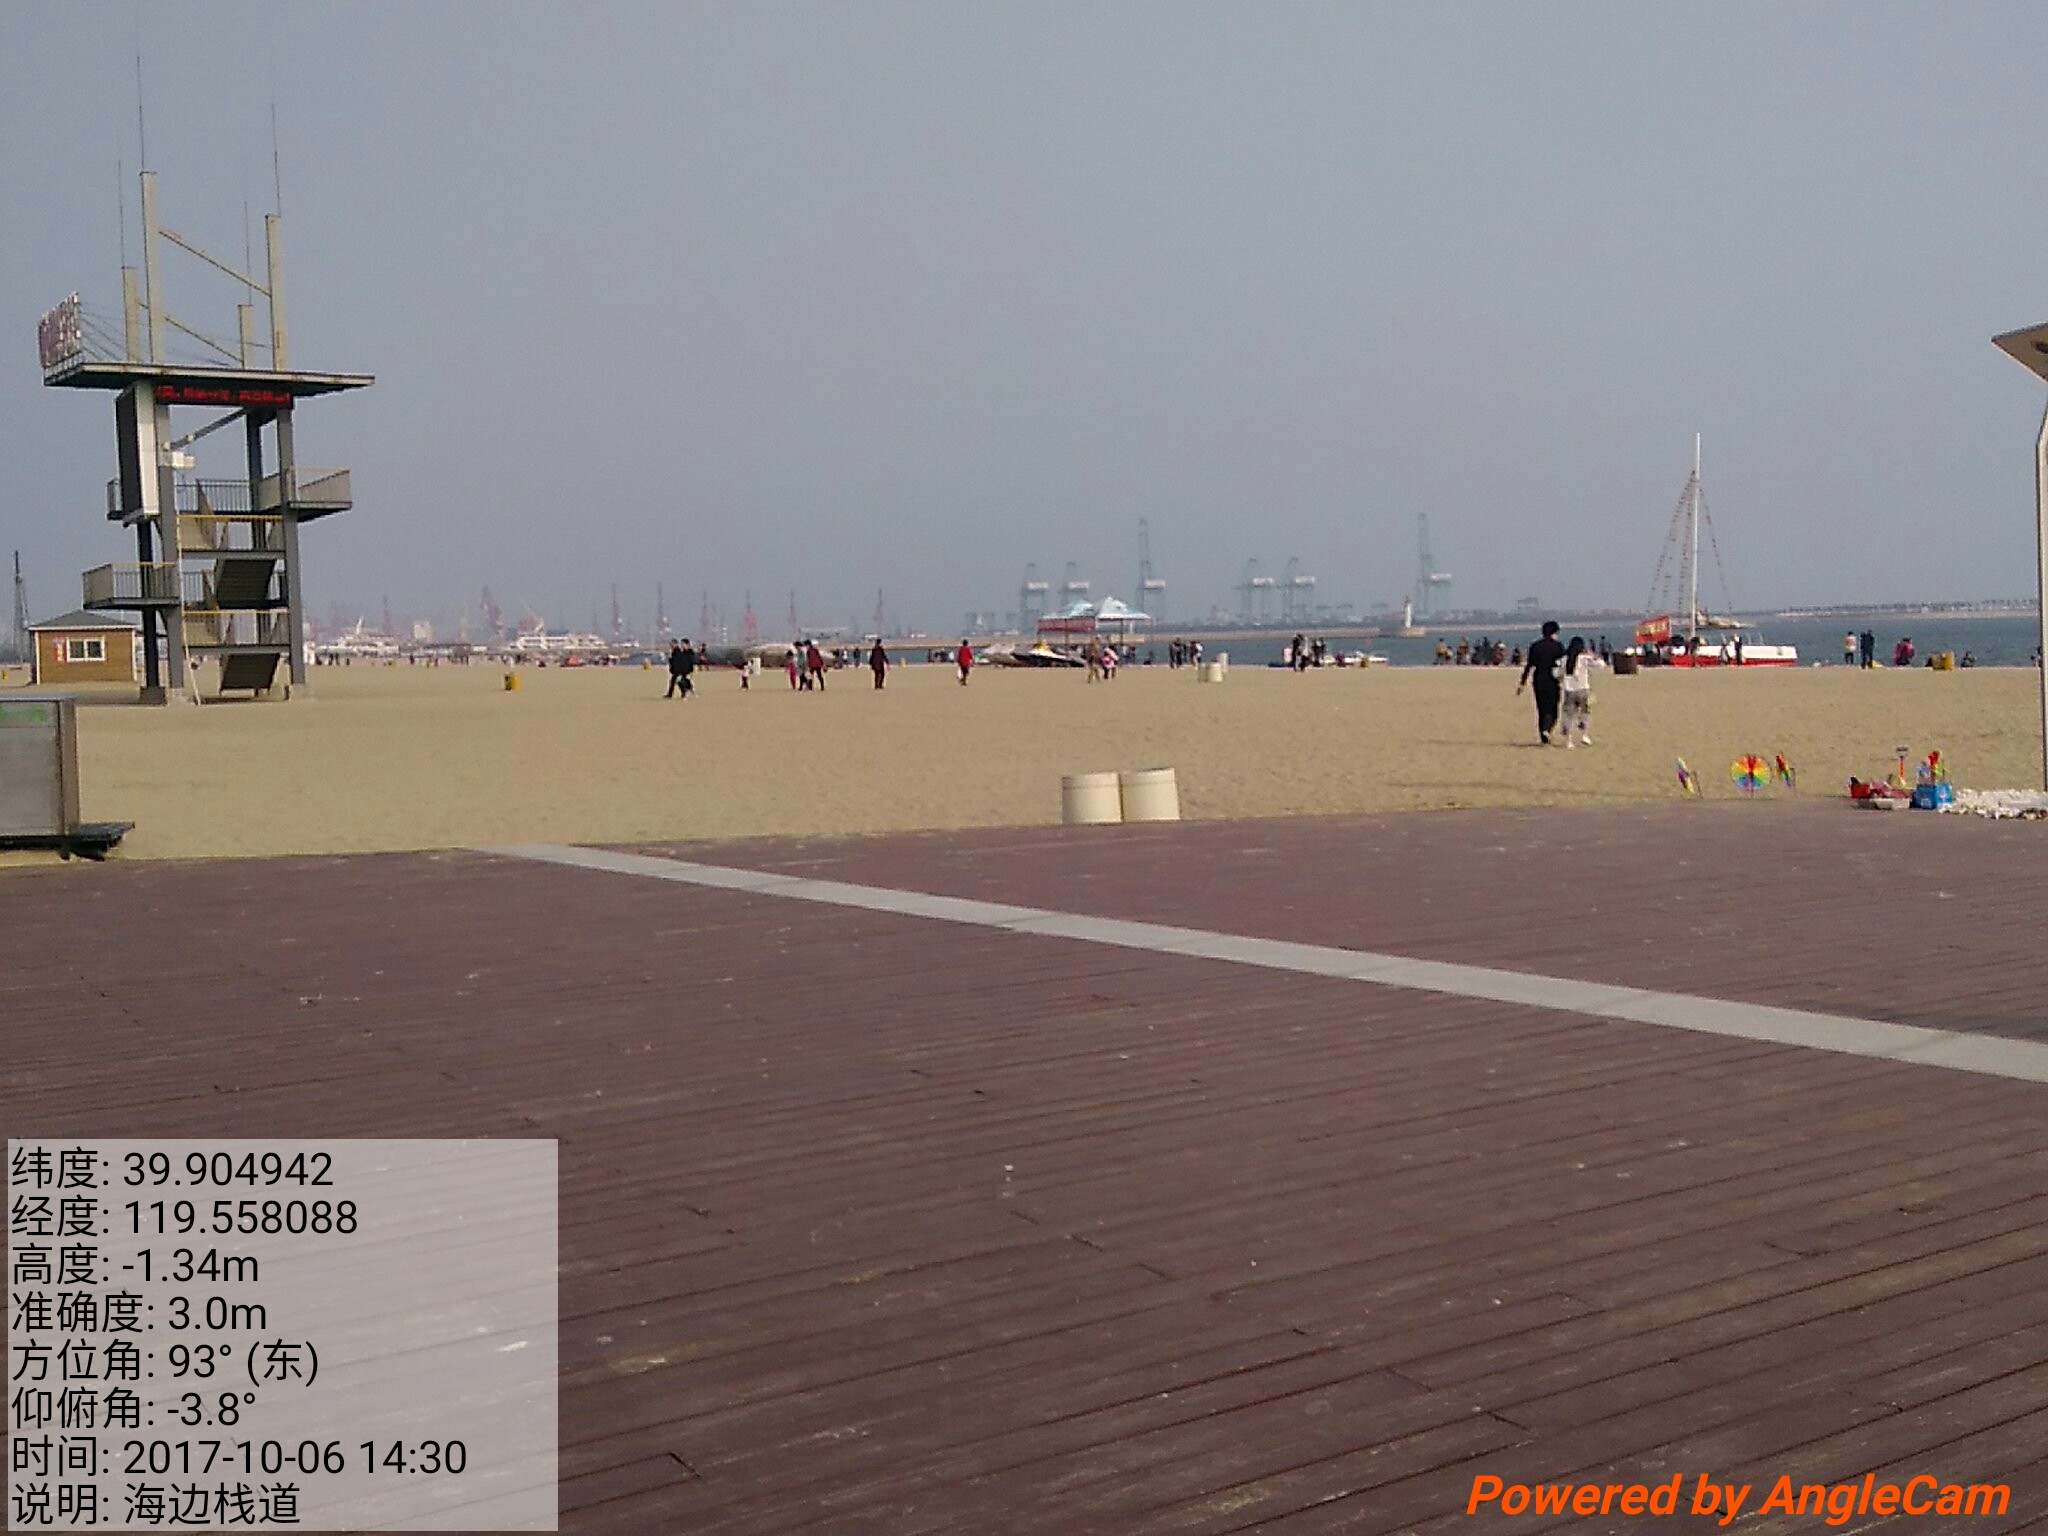 纬度: 39.904942
经度: 119.558088
高度: -1.34m
准确度: 3.0m
方位角: 93° (东)
仰俯角: -3.8°
时间: 2017-10-06 14:30
说明: 海边栈道
Powered by AngleCam